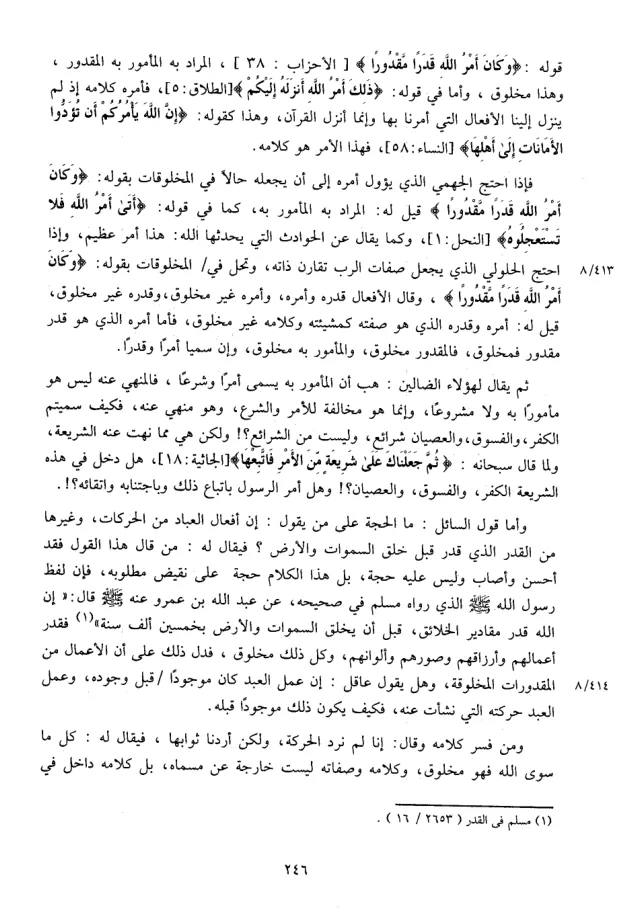 قوله : ﴿وَكَانَ أَمْرُ اللَّهِ قَدَرًا مَّقْدُورًا﴾ [ الأحزاب : ٣٨ ] ، المراد به المأمور به المقدور ،
وهذا مخلوق ، وأما في قوله: ﴿ذَلِكَ أَمْرُ اللَّهِ أَنزَلَهُ إِلَيْكُمْ﴾[الطلاق:٥]، فأمره كلامه إذ لم
ينزل إلينا الأفعال التي أمرنا بها وإنما أنزل القرآن، وهذا كقوله: ﴿إِنَّ اللَّهَ يَأْمُرُكُمْ أَن تُؤَدُّوا
الأَمَانَاتِ إِلَىٰ أَهْلِهَا﴾ [النساء:٥٨]، فهذا الأمر هو كلامه.
فإذا احتج الجهمي الذي يؤول أمره إلى أن يجعله حالاً في المخلوقات بقوله: ﴿وَكَانَ
أَمْرُ اللَّهِ قَدَرًا مَّقْدُورًا ﴾ قيل له: المراد به المأمور به، كما في قوله: ﴿أَتَىٰ أَمْرُ اللَّهِ فَلا
تَسْتَعْجِلُوهُ﴾ [النحل:١]، وكما يقال عن الحوادث التي يحدثها الله: هذا أمر عظيم، وإذا
احتج الحلولي الذي يجعل صفات الرب تقارن ذاته، وتحل في/ المخلوقات بقوله: ﴿وَكَانَ
٨/٤١٣
أَمْرُ اللَّهِ قَدَرًا مَّقْدُورًا ﴾ ، وقال الأفعال قدره وأمره، وأمره غير مخلوق،وقدره غير مخلوق،
قيل له: أمره وقدره الذي هو صفته كمشيئته وكلامه غير مخلوق، فأما أمره الذي هو قدر
مقدور فمخلوق، فالمقدور مخلوق، والمأمور به مخلوق، وإن سميا أمرًا وقدرًا.
ثم يقال لهؤلاء الضالين : هب أن المأمور به يسمى أمرًا وشرعًا ، فالمنهي عنه ليس هو
مأمورًا به ولا مشروعًا، وإنما هو مخالفة للأمر والشرع، وهو منهي عنه، فكيف سميتم
الكفر،والفسوق،والعصيان شرائع، وليست من الشرائع؟! ولكن هي مما نهت عنه الشريعة،
ولما قال سبحانه : ﴿ ثُمَّ جَعَلْنَاكَ عَلَىٰ شَرِيعَةٍ مِّنَ الأَمْرِ فَاتَّبِعْهَا﴾[الجاثية:١٨]، هل دخل في هذه
الشريعة الكفر، والفسوق، والعصيان؟! وهل أمر الرسول باتباع ذلك وباجتنابه واتقائه؟!.
وأما قول السائل : ما الحجة على من يقول : إن أفعال العباد من الحركات، وغيرها
من القدر الذي قدر قبل خلق السموات والأرض ؟ فيقال له : من قال هذا القول فقد
أحسن وأصاب وليس عليه حجة، بل هذا الكلام حجة على نقيض مطلوبه، فإن لفظ
رسول الله ﷺ الذي رواه مسلم في صحيحه، عن عبد الله بن عمرو عنه ﷺ قال:« إن
الله قدر مقادير الخلائق، قبل أن يخلق السموات والأرض بخمسين ألف سنة»(١) فقدر
أعمالهم وأرزاقهم وصورهم وألوانهم، وكل ذلك مخلوق ، فدل ذلك على أن الأعمال من
المقدورات المخلوقة، وهل يقول عاقل : إن عمل العبد كان موجودًا /قبل وجوده، وعمل
٨/٤١٤
العبد حركته التي نشأت عنه، فكيف يكون ذلك موجودًا قبله.
ومن فسر كلامه وقال: إنا لم نرد الحركة، ولكن أردنا ثوابها ، فيقال له : كل ما
سوى الله فهو مخلوق، وكلامه وصفاته ليست خارجة عن مسماه، بل كلامه داخل في
(١) مسلم فى القدر ( ٢٦٥٣ / ١٦ ) .
٢٤٦